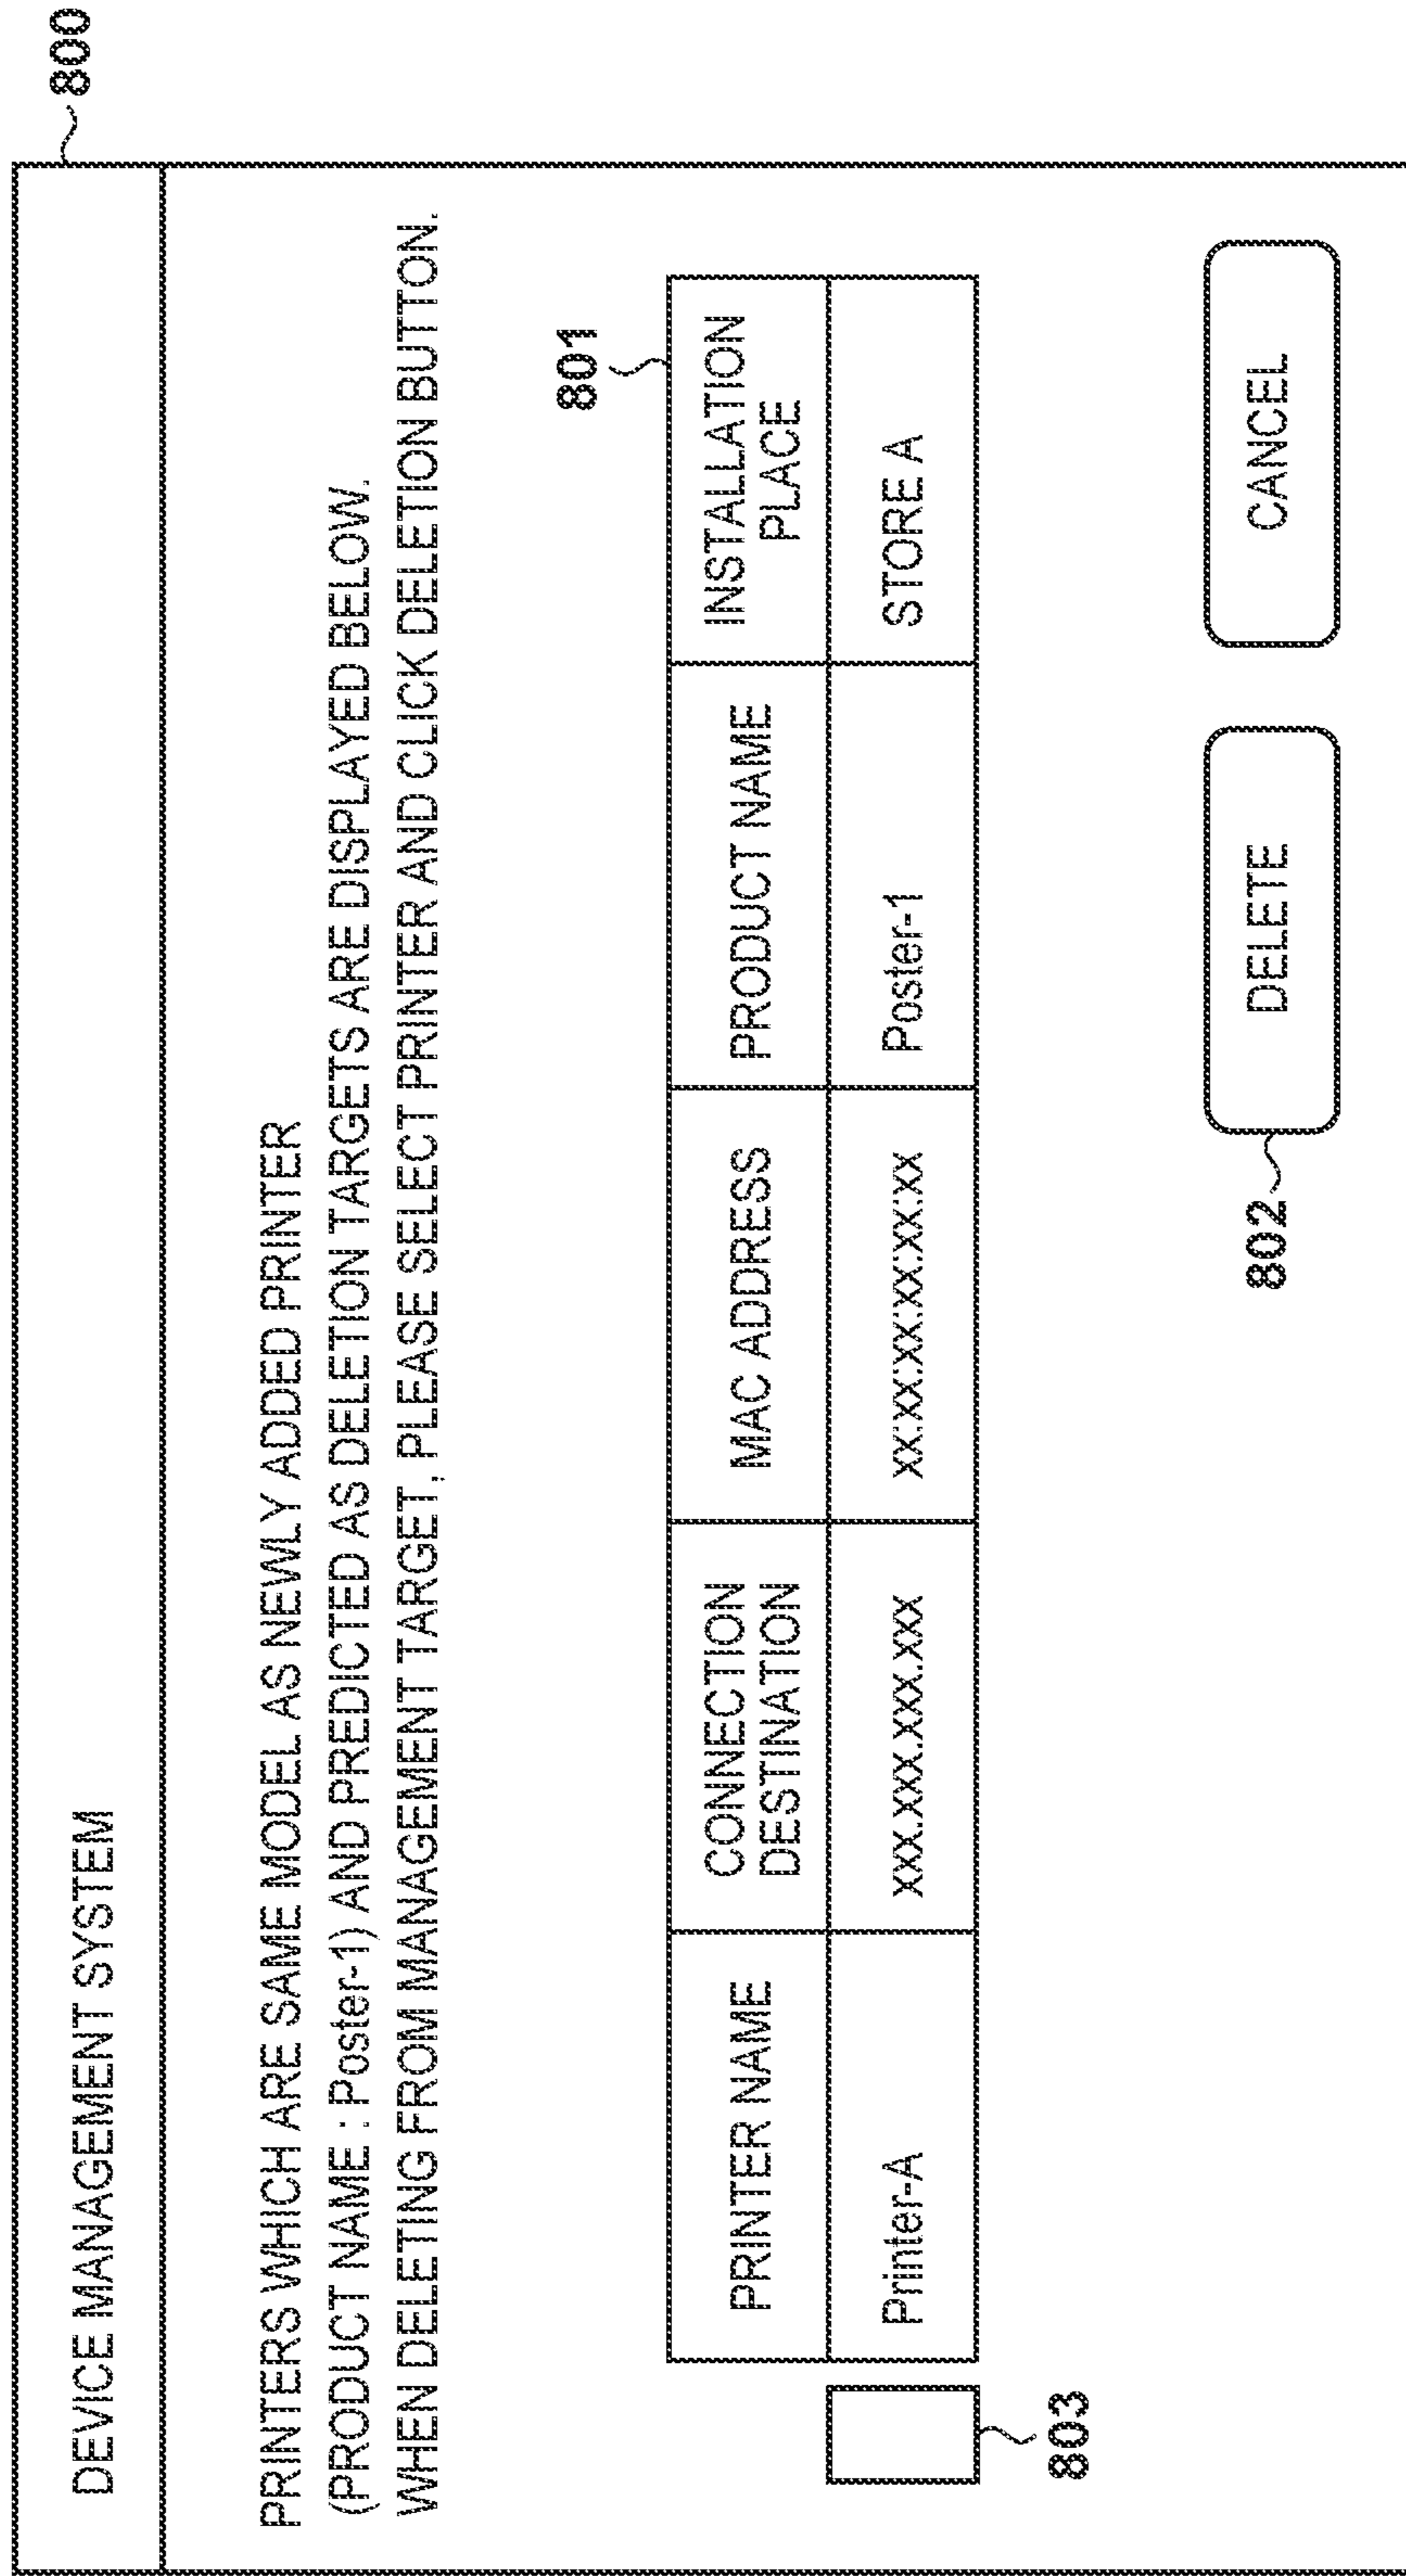 800
DEVICE MANAGEMENT SYSTEM
PRINTERS WHICH ARE SAME MODEL AS NEWLY ADDED PRINTER
(PRODUCT NAME : Poster-1) AND PREDICTED AS DELETION TARGETS ARE DISPLAYED BELOW.
WHEN DELETING FROM MANAGEMENT TARGET, PLEASE SELECT PRINTER AND CLICK DELETION BUTTON.
801
PRINTER NAME
CONNECTION
DESTINATION
MAC ADDRESS
PRODUCT NAME
INSTALLATION
PLACE
Printer-A
xxx.xxx.xxx.xxx
xx:xx:xx:xx:xx:xx
Poster-1
STORE A
803
802
DELETE
CANCEL